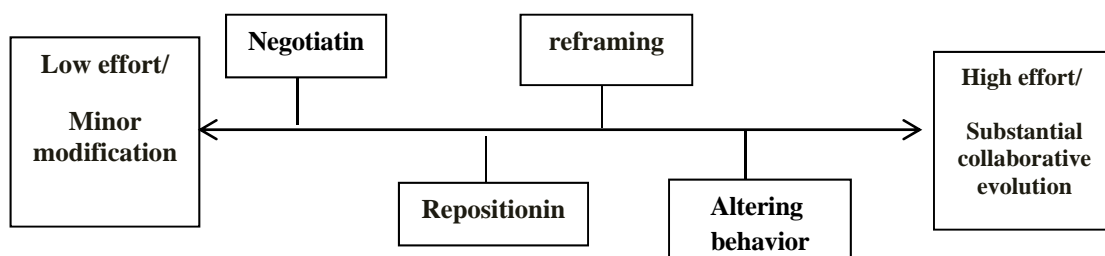 Low effort/
Minor
modification
Negotiatin
reframing
Repositionin
Altering
behavior
High effort/
Substantial
collaborative
evolution